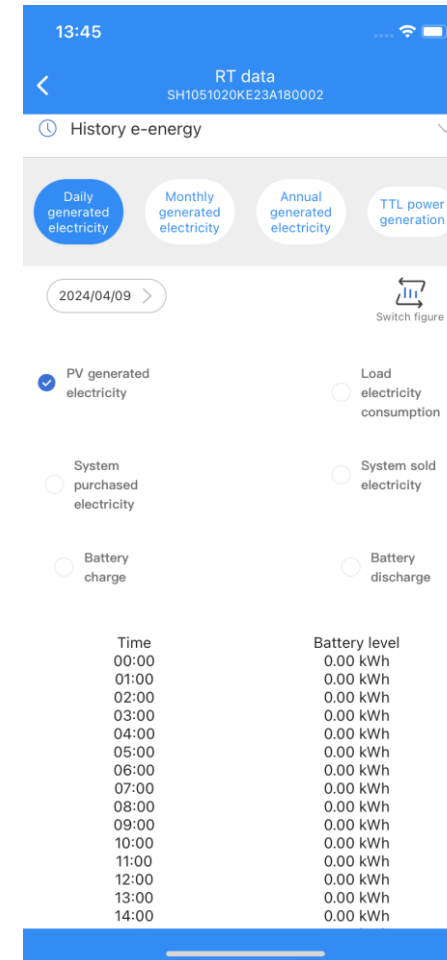 13:45
RT data
SH1051020KE23A180002
History e-energy
Daily
generated
electricity
Monthly
generated
electricity
Annual
generated
electricity
TTL power
generation
2024/04/09
Switch figure
PV generated
electricity
Load
electricity
consumption
System
purchased
electricity
System sold
electricity
Battery
charge
Battery
discharge
Time Battery level
00:00 0.00 kWh
01:00 0.00 kWh
02:00 0.00 kWh
03:00 0.00 kWh
04:00 0.00 kWh
05:00 0.00 kWh
06:00 0.00 kWh
07:00 0.00 kWh
08:00 0.00 kWh
09:00 0.00 kWh
10:00 0.00 kWh
11:00 0.00 kWh
12:00 0.00 kWh
13:00 0.00 kWh
14:00 0.00 kWh